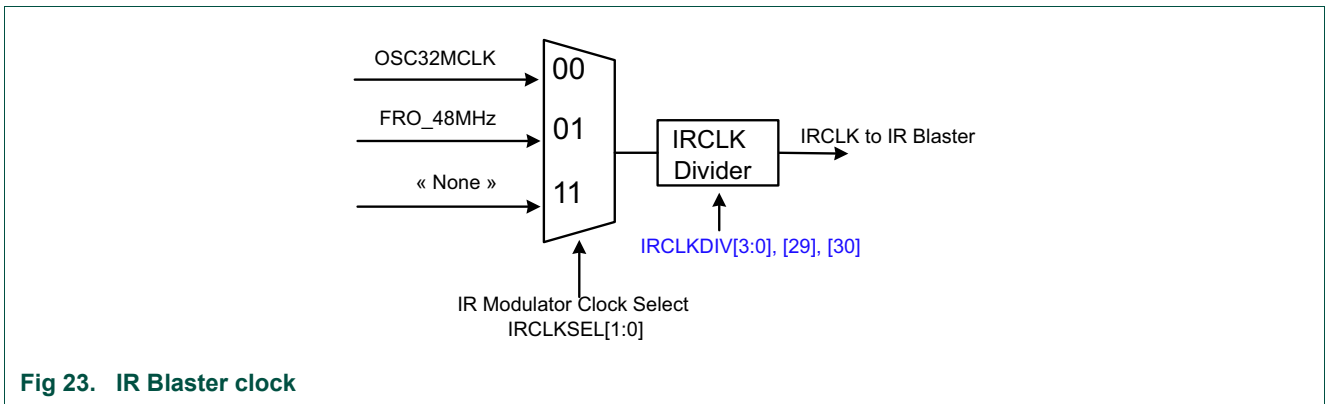 OSC32MCLK
00
FRO_48MHz
01
« None »
11
IRCLK
Divider
IRCLK to IR Blaster
IRCLKDIV[3:0], [29], [30]
IR Modulator Clock Select
IRCLKSEL[1:0]
Fig 23. IR Blaster clock